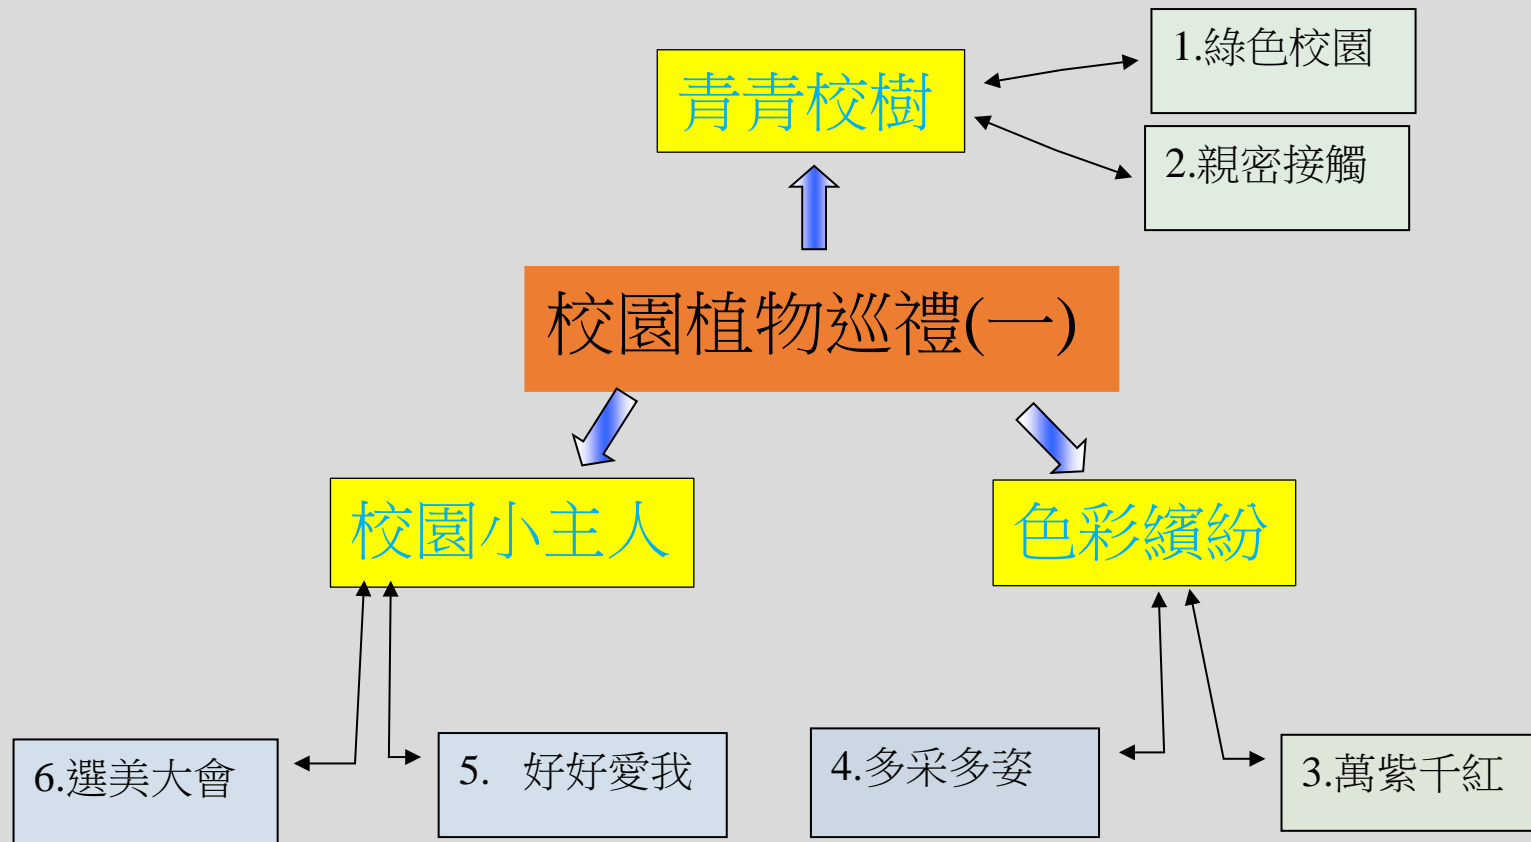 1.綠色校園
青青校樹
2.親密接觸
校園植物巡禮(一)
校園小主人
色彩繽紛
6.選美大會
5. 好好愛我
4.多采多姿
3.萬紫千紅